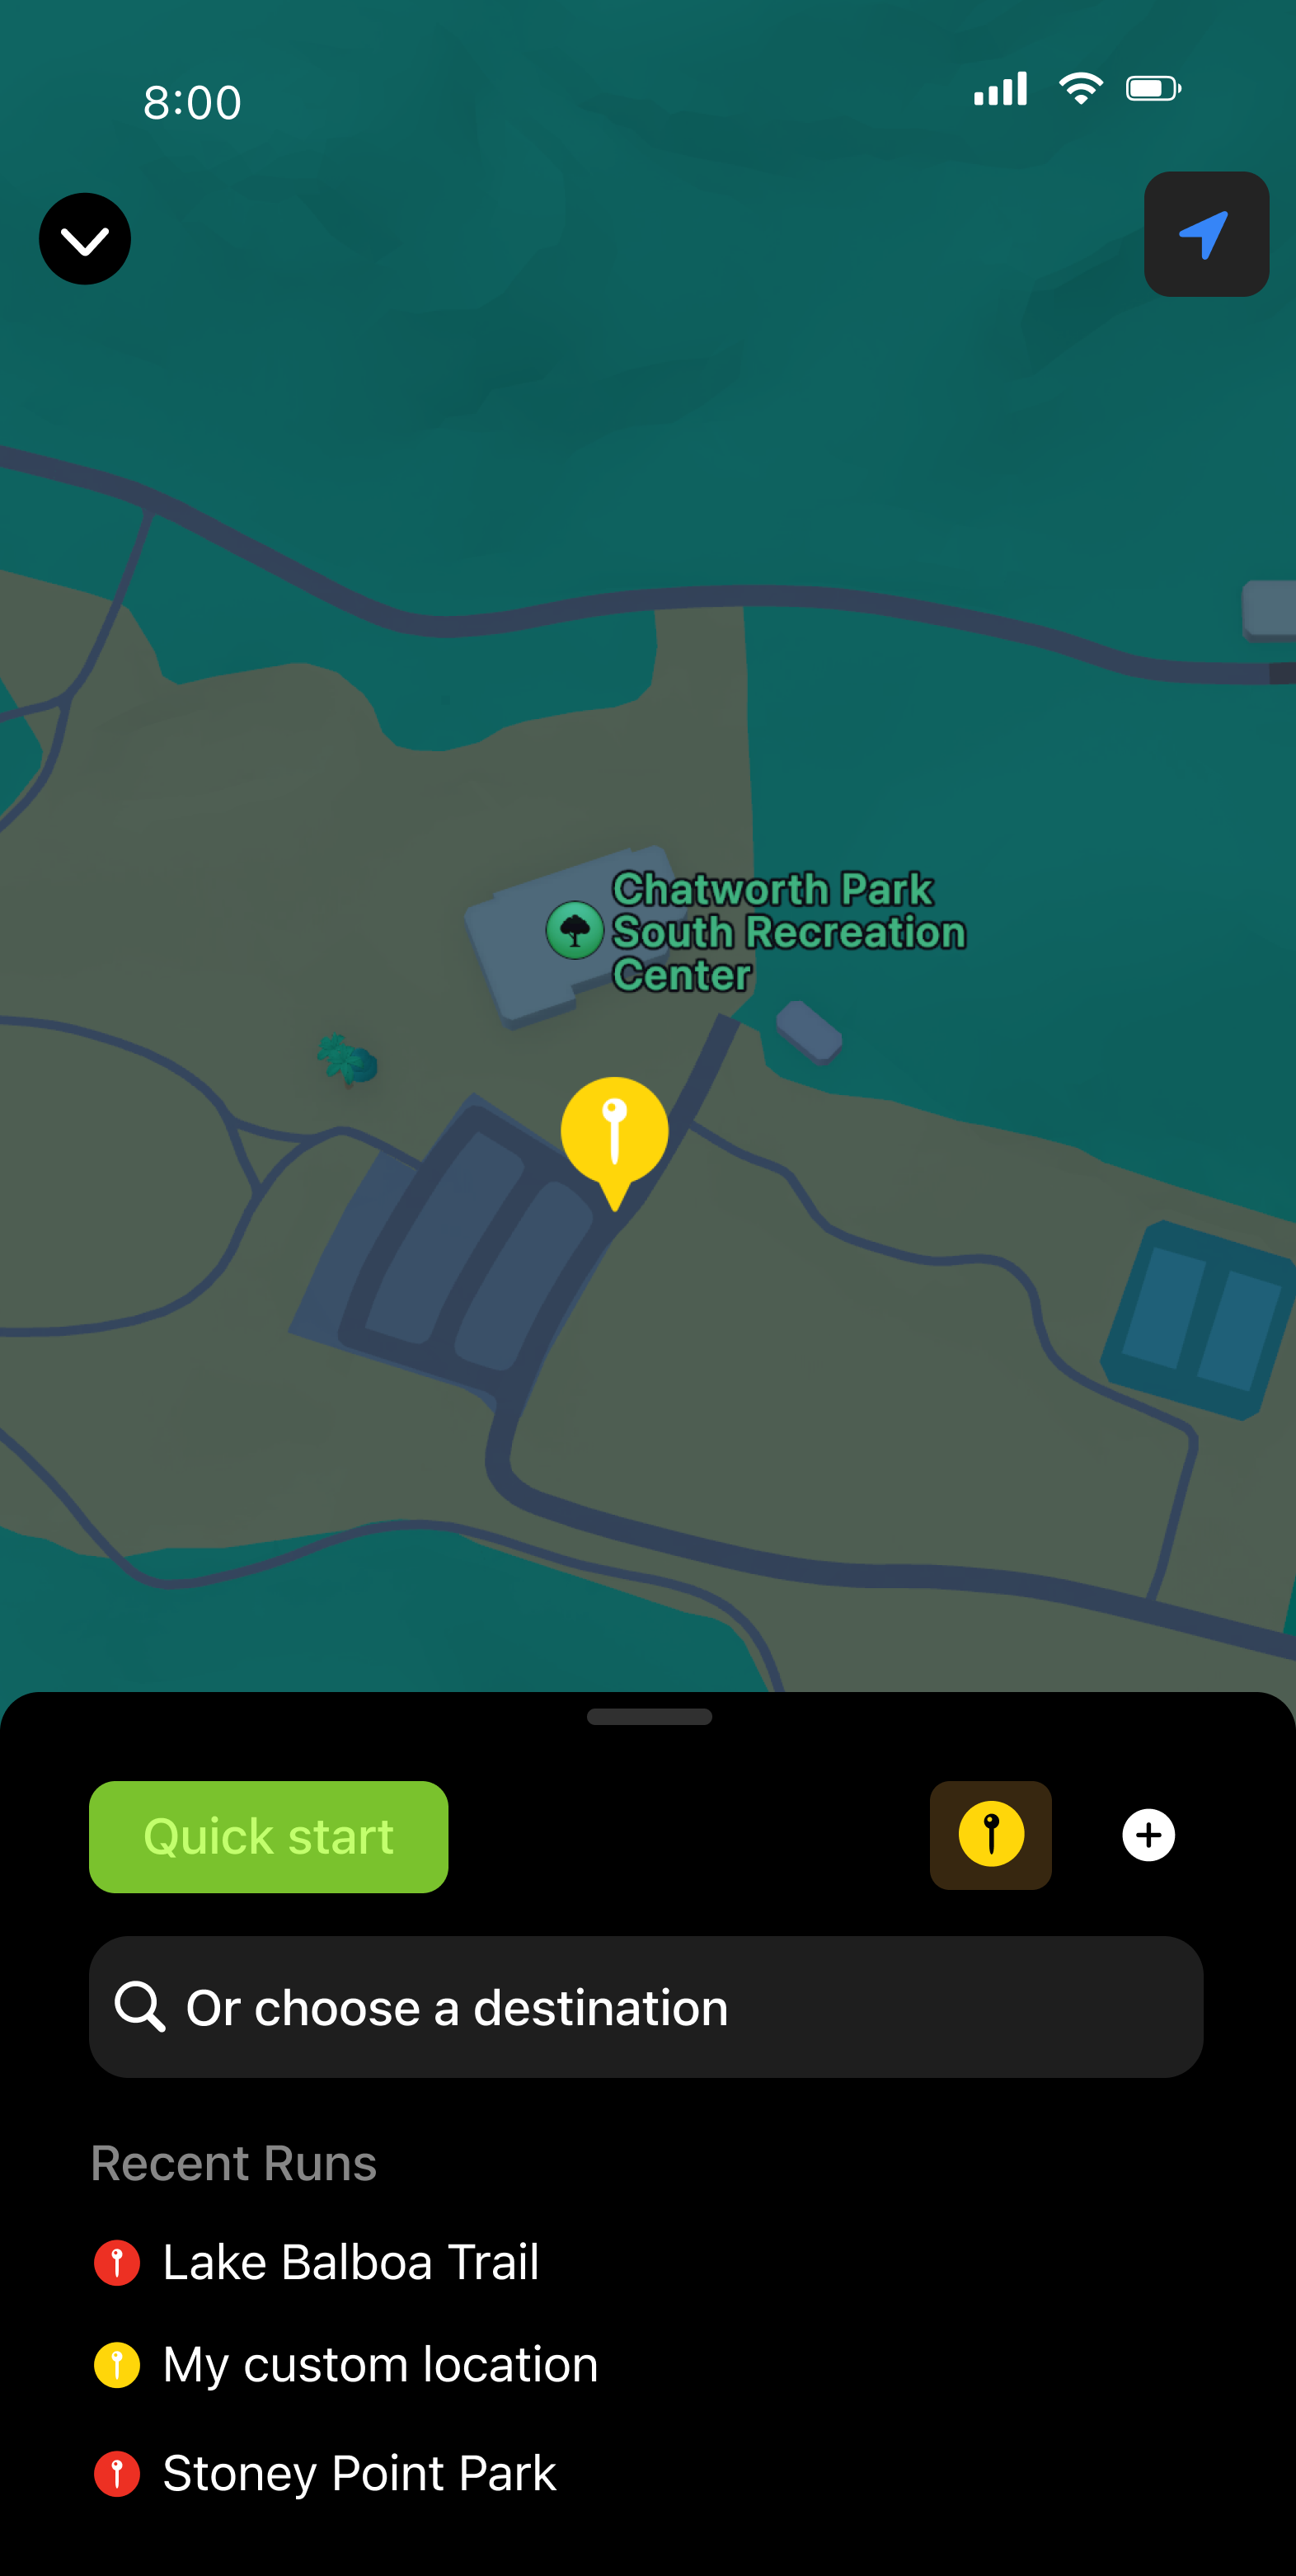 8:00
Chatworth Park
South Recreation
Center
Quick start
Or choose a destination
Recent Runs
Lake Balboa Trail
My custom location
Stoney Point Park